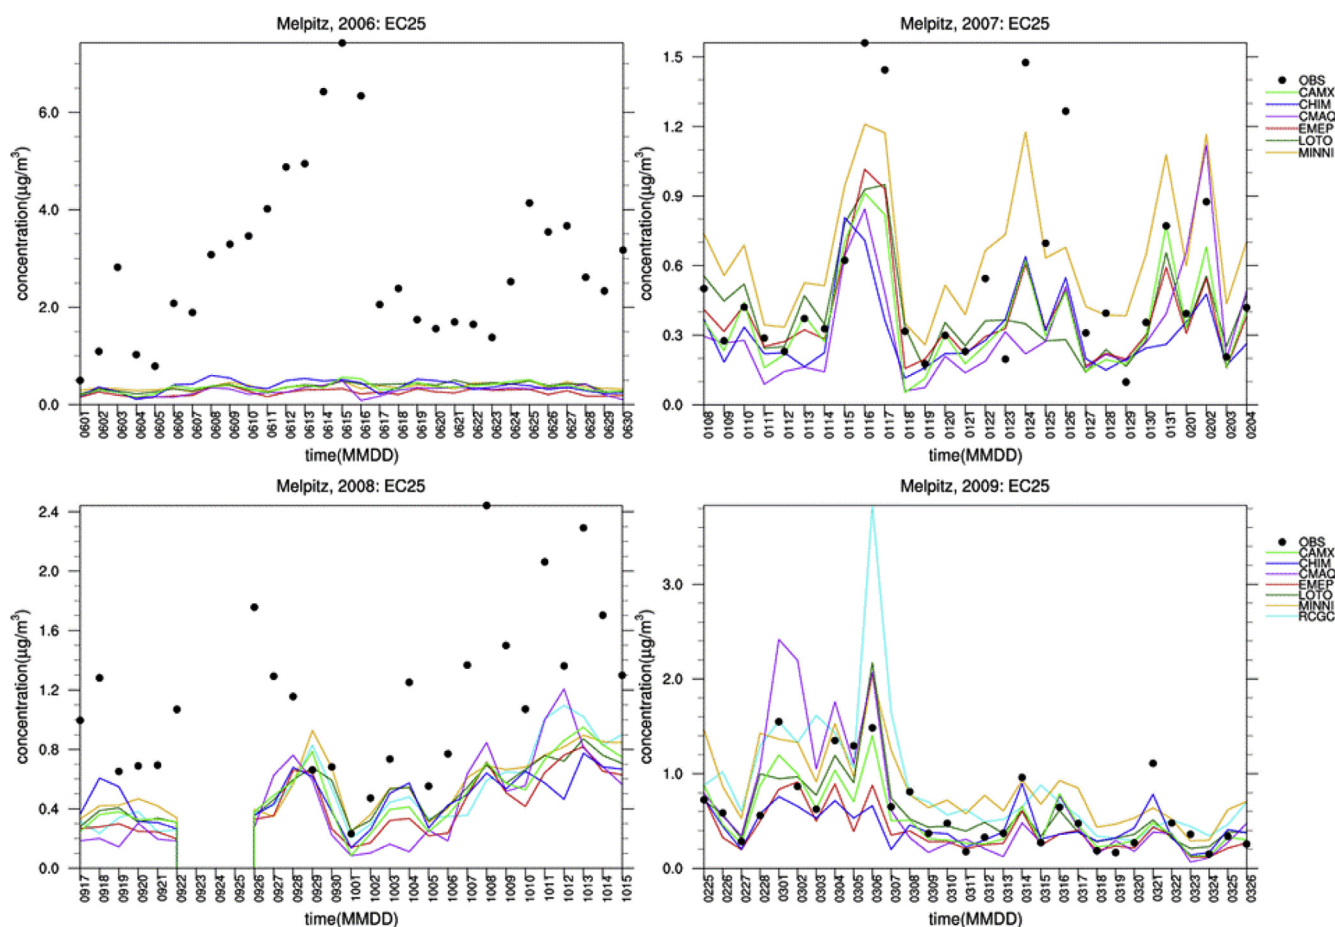 Melpitz, 2006: EC25
concentration(µg/m³)
6.0
4.0
2.0
0.0
0601 0602 0603 0604 0605 0606 0607 0608 0609 0610 0611 0612 0613 0614 0615 0616 0617 0618 0619 0620 0621 0622 0623 0624 0625 0626 0627 0628 0629 0630
time(MMDD)
Melpitz, 2007: EC25
concentration(µg/m³)
1.5
1.2
0.9
0.6
0.3
0.0
0108 0109 0110 0111 0112 0113 0114 0115 0116 0117 0118 0119 0120 0121 0122 0123 0124 0125 0126 0127 0128 0129 0130 0131 0201 0202 0203 0204
time(MMDD)
OBS
CAMX
CHIM
CMAQ
EMEP
LOTO
MINNI
Melpitz, 2008: EC25
concentration(µg/m³)
2.4
2.0
1.6
1.2
0.8
0.4
0.0
0917 0918 0919 0920 0921 0922 0923 0924 0925 0926 0927 0928 0929 0930 1001 1002 1003 1004 1005 1006 1007 1008 1009 1010 1011 1012 1013 1014 1015
time(MMDD)
Melpitz, 2009: EC25
concentration(µg/m³)
3.0
2.0
1.0
0.0
0225 0226 0227 0228 0301 0302 0303 0304 0305 0306 0307 0308 0309 0310 0311 0312 0313 0314 0315 0316 0317 0318 0319 0320 0321 0322 0323 0324 0325 0326
time(MMDD)
OBS
CAMX
CHIM
CMAQ
EMEP
LOTO
MINNI
RCGC